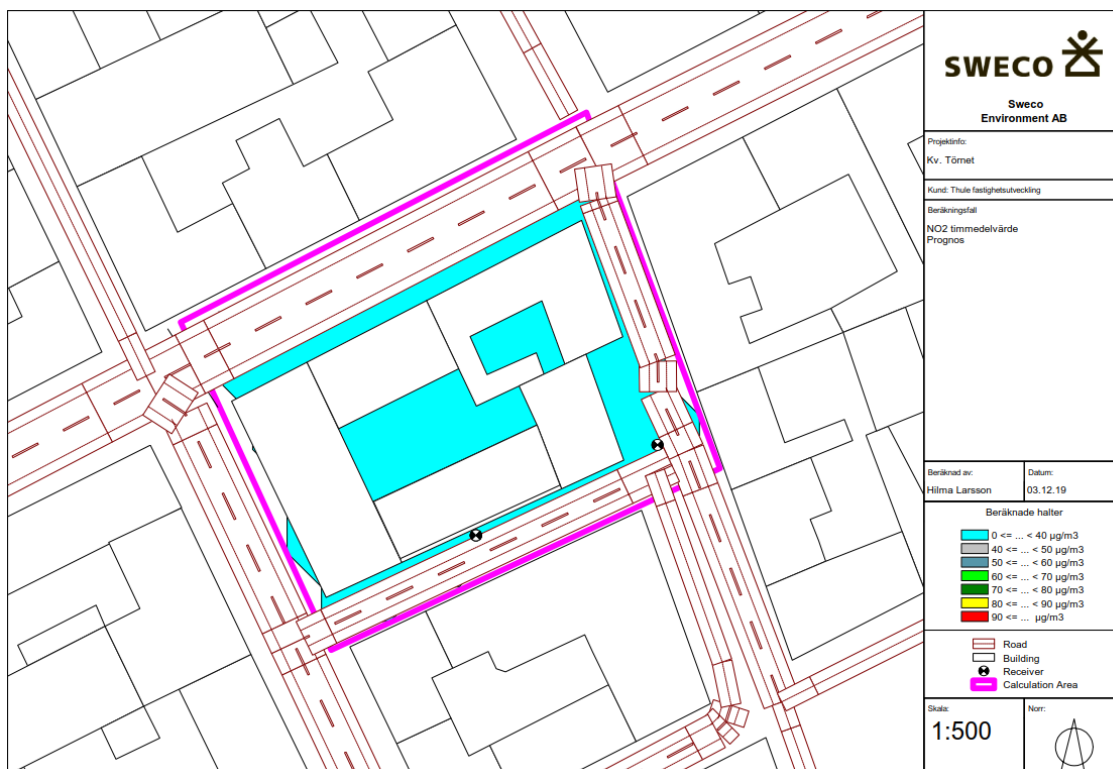 SWECO
Sweco
Environment AB
Projektinfo:
Kv. Törnet
Kund: Thule fastighetsutveckling
Beräkningsfall
NO2 timmedelvärde
Prognos
Beräknad av:
Hilma Larsson
Datum:
03.12.19
Beräknade halter
0 <= ... < 40 µg/m3
40 <= ... < 50 µg/m3
50 <= ... < 60 µg/m3
60 <= ... < 70 µg/m3
70 <= ... < 80 µg/m3
80 <= ... < 90 µg/m3
90 <= ... µg/m3
Road
Building
Receiver
Calculation Area
Skala:
1:500
Norr: